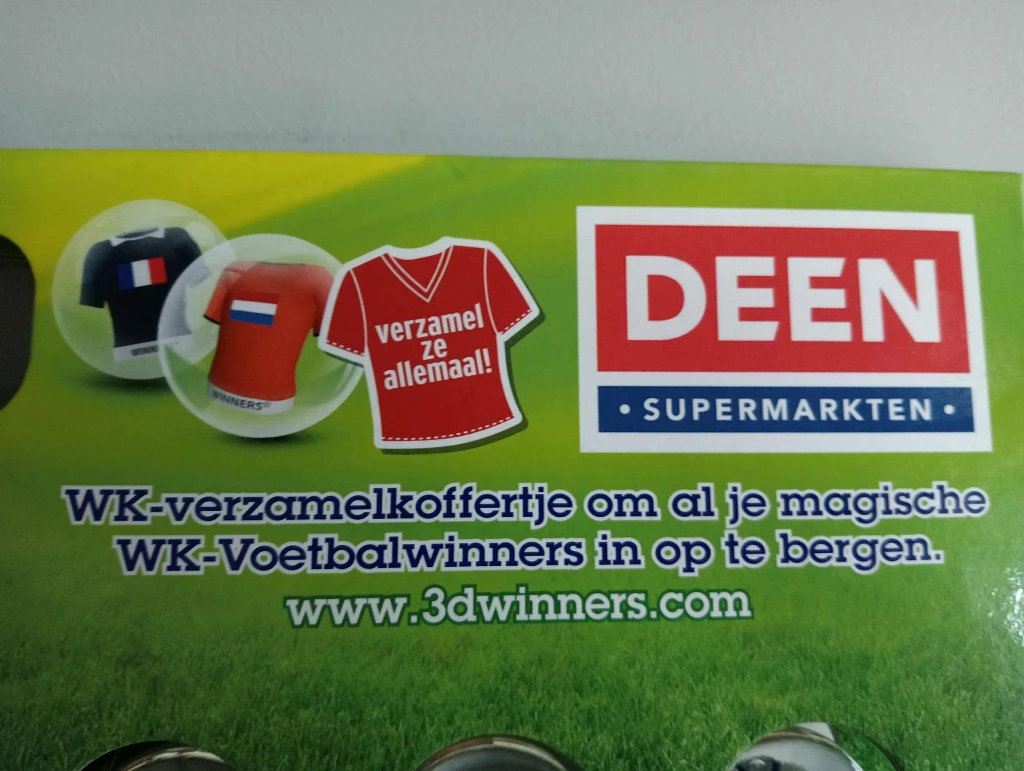 DEEN
• SUPERMARKTEN •
verzamel
ze
allemaal!
WINNERS®
WK-verzamelkoffertje om al je magische
WK-Voetbalwinners in op te bergen.
www.3dwinners.com